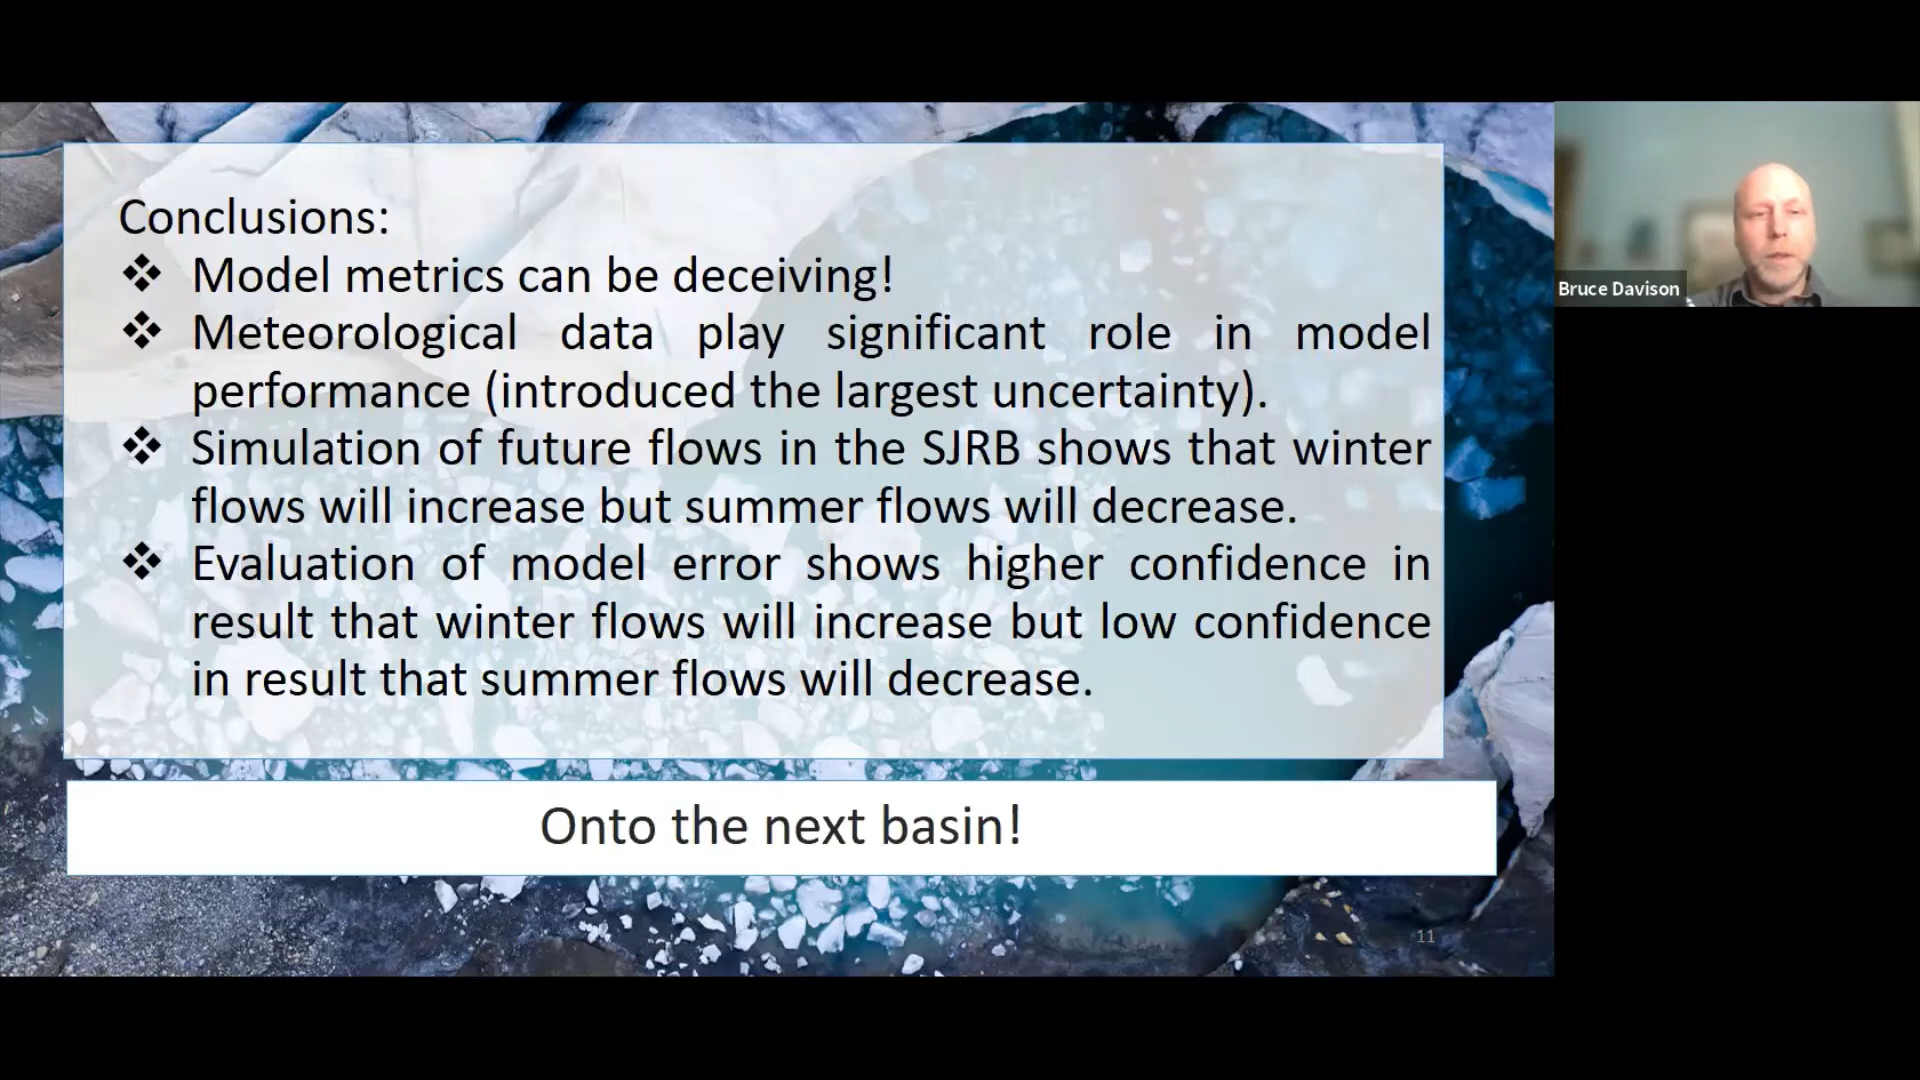 Conclusions:
❖ Model metrics can be deceiving!
❖ Meteorological data play significant role in model
performance (introduced the largest uncertainty).
❖ Simulation of future flows in the SJRB shows that winter
flows will increase but summer flows will decrease.
❖ Evaluation of model error shows higher confidence in
result that winter flows will increase but low confidence
in result that summer flows will decrease.
Onto the next basin!
11
Bruce Davison